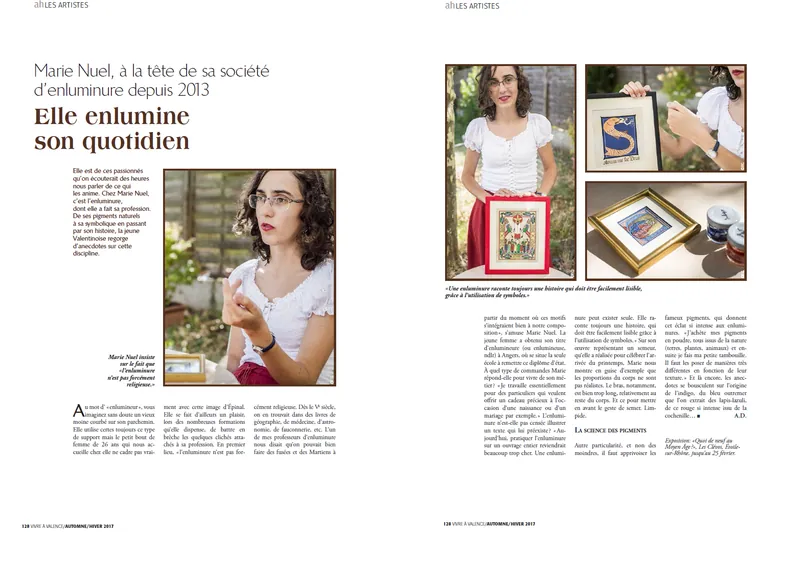 ahLES ARTISTES
Marie Nuel, à la tête de sa société
d'enluminure depuis 2013
Elle enlumine
son quotidien
Elle est de ces passionnés
qu'on écouterait des heures
nous parler de ce qui
les anime. Chez Marie Nuel,
c'est l'enluminure,
dont elle a fait sa profession.
De ses pigments naturels
à sa symbolique en passant
par son histoire, la jeune
Valentinoise regorge
d'anecdotes sur cette
discipline.
Marie Nuel insiste
sur le fait que
«l'enluminure
n'est pas forcément
religieuse.»
Au mot d' «enlumineur», vous
imaginez sans doute un vieux
moine courbé sur son parchemin.
Elle utilise certes toujours ce type
de support mais le petit bout de
femme de 26 ans qui nous ac-
cueille chez elle ne cadre pas vrai-
ment avec cette image d'Épinal.
Elle se fait d'ailleurs un plaisir,
lors des nombreuses formations
qu'elle dispense, de battre en
brèche les quelques clichés atta-
chés à sa profession. En premier
lieu, «l'enluminure n'est pas for-
cément religieuse. Dès le Ve siècle,
on en trouvait dans les livres de
géographie, de médecine, d'astro-
nomie, de fauconnerie, etc. L'un
de mes professeurs d'enluminure
nous disait qu'on pouvait bien
faire des fusées et des Martiens à
128 VIVRE À VALENCE/AUTOMNE/HIVER 2017
ahLES ARTISTES
«Une enluminure raconte toujours une histoire qui doit être facilement lisible,
grâce à l'utilisation de symboles.»
partir du moment où ces motifs
s'intégraient bien à notre compo-
sition», s'amuse Marie Nuel. La
jeune femme a obtenu son titre
d'enlumineure (ou enlumineuse,
ndlr) à Angers, où se situe la seule
école à remettre ce diplôme d'état.
À quel type de commandes Marie
répond-elle pour vivre de son mé-
tier? «Je travaille essentiellement
pour des particuliers qui veulent
offrir un cadeau précieux à l'oc-
casion d'une naissance ou d'un
mariage par exemple.» L'enlumi-
nure n'est-elle pas censée illustrer
un texte qui lui préexiste? «Au-
jourd'hui, pratiquer l'enluminure
sur un ouvrage entier reviendrait
beaucoup trop cher. Une enlumi-
nure peut exister seule. Elle ra-
conte toujours une histoire, qui
doit être facilement lisible grâce à
l'utilisation de symboles.» Sur son
œuvre représentant un semeur,
qu'elle a réalisée pour célébrer l'ar-
rivée du printemps, Marie nous
montre en guise d'exemple que
les proportions du corps ne sont
pas réalistes. Le bras, notamment,
est bien trop long, relativement au
reste du corps. Et ce pour mettre
en avant le geste de semer. Lim-
pide.
LA SCIENCE DES PIGMENTS
Autre particularité, et non des
moindres, il faut apprivoiser les
fameux pigments, qui donnent
cet éclat si intense aux enlumi-
nures. «J'achète mes pigments
en poudre, tous issus de la nature
(terres, plantes, animaux) et en-
suite je fais ma petite tambouille.
Il faut les poser de manières très
différentes en fonction de leur
texture.» Et là encore, les anec-
dotes se bousculent sur l'origine
de l'indigo, du bleu outremer
que l'on extrait des lapis-lazuli,
de ce rouge si intense issu de la
cochenille… ■ A.D.
Exposition: «Quoi de neuf au
Moyen Âge?», Les Clévos, Étoile-
sur-Rhône, jusqu'au 25 février.
128 VIVRE À VALENCE/AUTOMNE/HIVER 2017